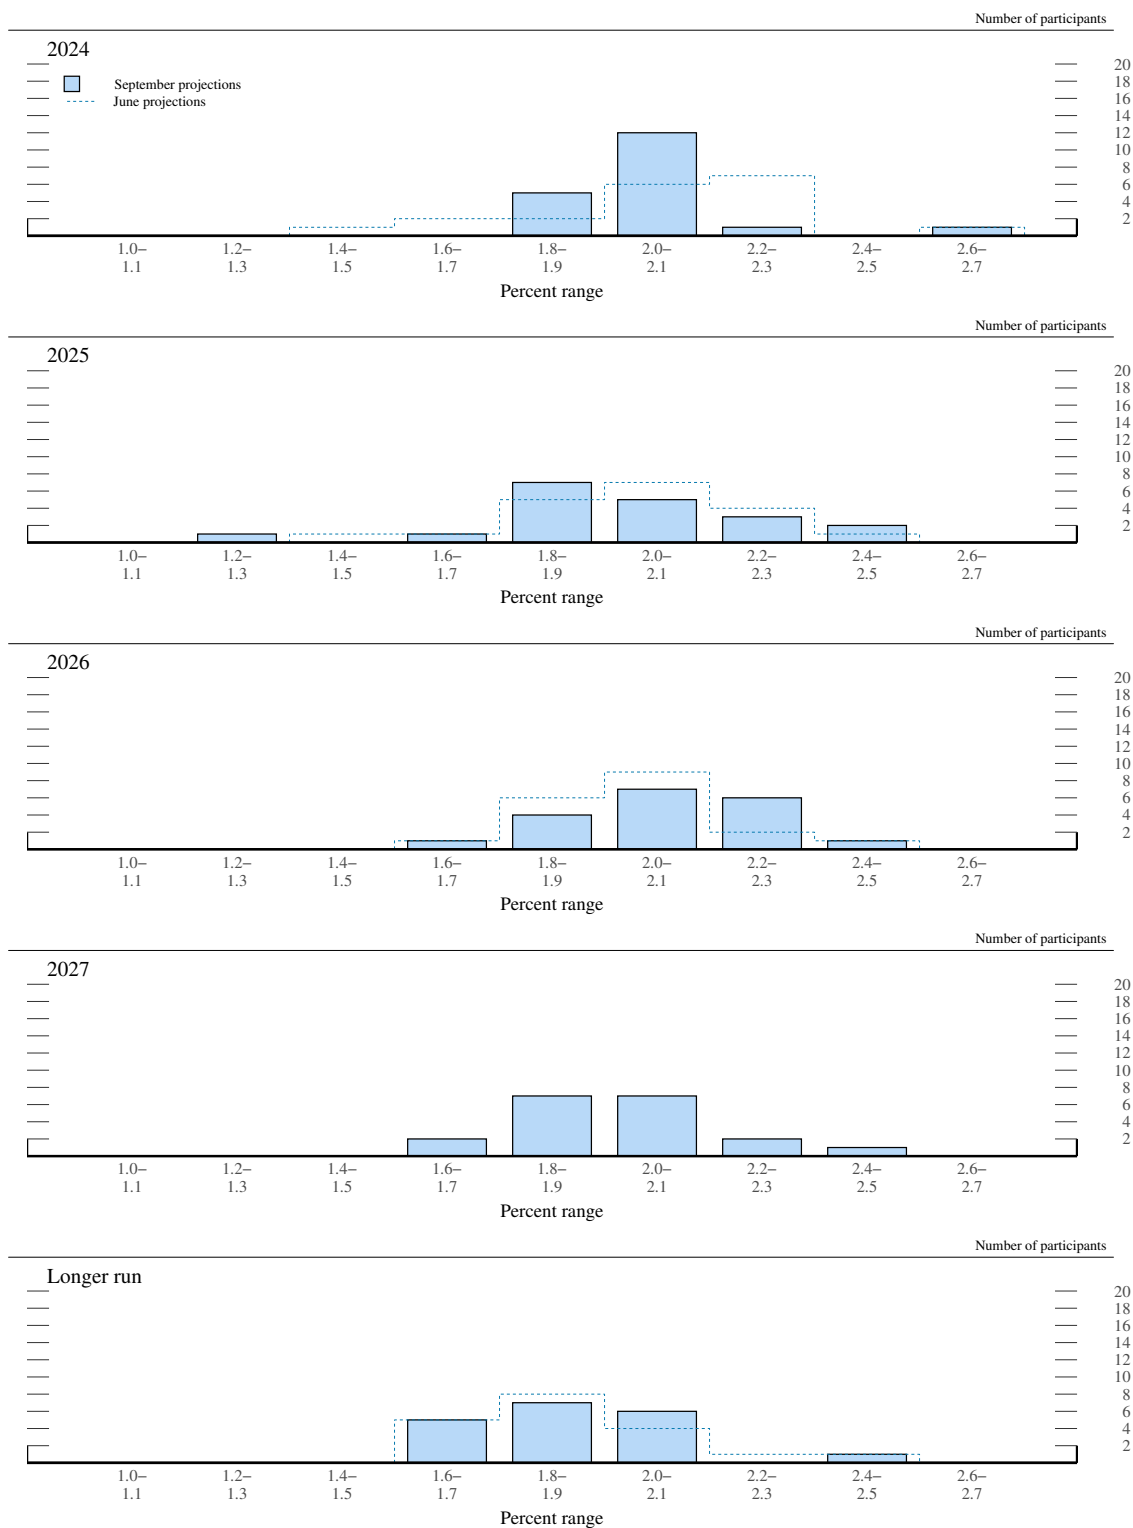 Number of participants
2024
September projections
June projections
20
18
16
14
12
10
8
6
4
2
1.0– 1.2– 1.4– 1.6– 1.8– 2.0– 2.2– 2.4– 2.6–
1.1 1.3 1.5 1.7 1.9 2.1 2.3 2.5 2.7
Percent range
Number of participants
2025
20
18
16
14
12
10
8
6
4
2
1.0– 1.2– 1.4– 1.6– 1.8– 2.0– 2.2– 2.4– 2.6–
1.1 1.3 1.5 1.7 1.9 2.1 2.3 2.5 2.7
Percent range
Number of participants
2026
20
18
16
14
12
10
8
6
4
2
1.0– 1.2– 1.4– 1.6– 1.8– 2.0– 2.2– 2.4– 2.6–
1.1 1.3 1.5 1.7 1.9 2.1 2.3 2.5 2.7
Percent range
Number of participants
2027
20
18
16
14
12
10
8
6
4
2
1.0– 1.2– 1.4– 1.6– 1.8– 2.0– 2.2– 2.4– 2.6–
1.1 1.3 1.5 1.7 1.9 2.1 2.3 2.5 2.7
Percent range
Number of participants
Longer run
20
18
16
14
12
10
8
6
4
2
1.0– 1.2– 1.4– 1.6– 1.8– 2.0– 2.2– 2.4– 2.6–
1.1 1.3 1.5 1.7 1.9 2.1 2.3 2.5 2.7
Percent range